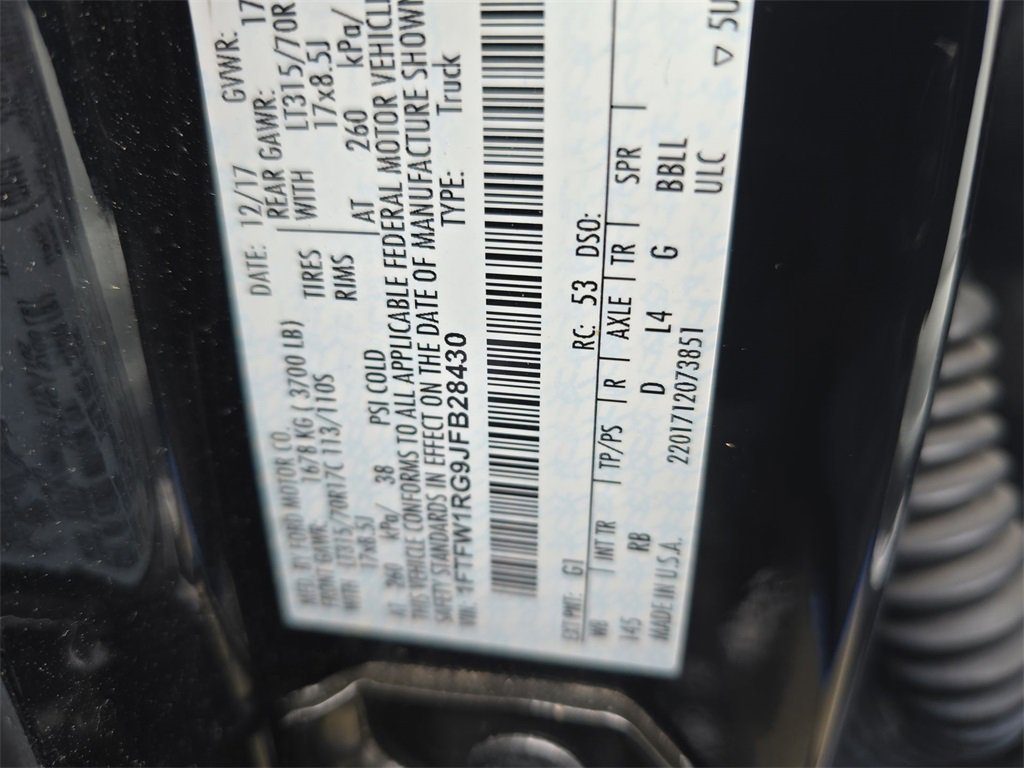 MFD. BY FORD MOTOR CO. DATE: 12/17 GVWR: 17
FRONT GAWR: 1678 KG ( 3700 LB) REAR GAWR:
WITH LT315/70R17C 113/110S TIRES WITH LT315/70R
17x8.5J RIMS 17x8.5J
AT 260 kPa/ 38 PSI COLD AT 260 kPa/
THIS VEHICLE CONFORMS TO ALL APPLICABLE FEDERAL MOTOR VEHICL
SAFETY STANDARDS IN EFFECT ON THE DATE OF MANUFACTURE SHOWN
VIN: 1FTFW1RG9JFB28430 TYPE: Truck
EXT PNT: G1 RC: 53 DSO:
WB INT TR TP/PS R AXLE TR SPR
145 RB D L4 G BBLL
MADE IN U.S.A. 2201712073851 ULC
▽ 5U